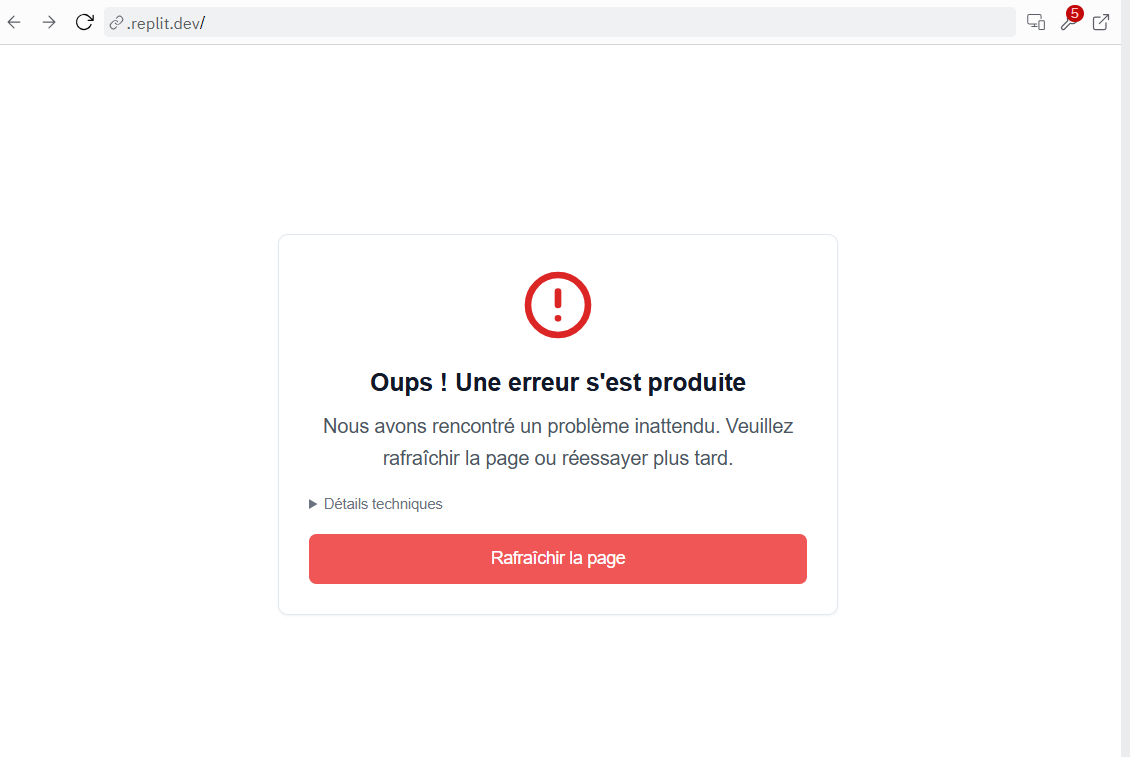 .replit.dev/
5
Oups ! Une erreur s'est produite
Nous avons rencontré un problème inattendu. Veuillez
rafraîchir la page ou réessayer plus tard.
Détails techniques
Rafraîchir la page